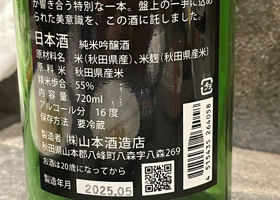 が響き合う特別な一本。盤上の一手に込め
られた美意識を、この酒に託しました。
日本酒 純米吟醸酒
原材料名 米(秋田県産)、米麹(秋田県産米)
原料米 秋田県産米
精米歩合 55%
内容量 720ml
アルコール分 16度
保存方法 要冷蔵
製造者 (株)山本酒造店
秋田県山本郡八峰町八森字八森269
お酒は20歳になってから
製造年月 2025.05
4 535435 264058